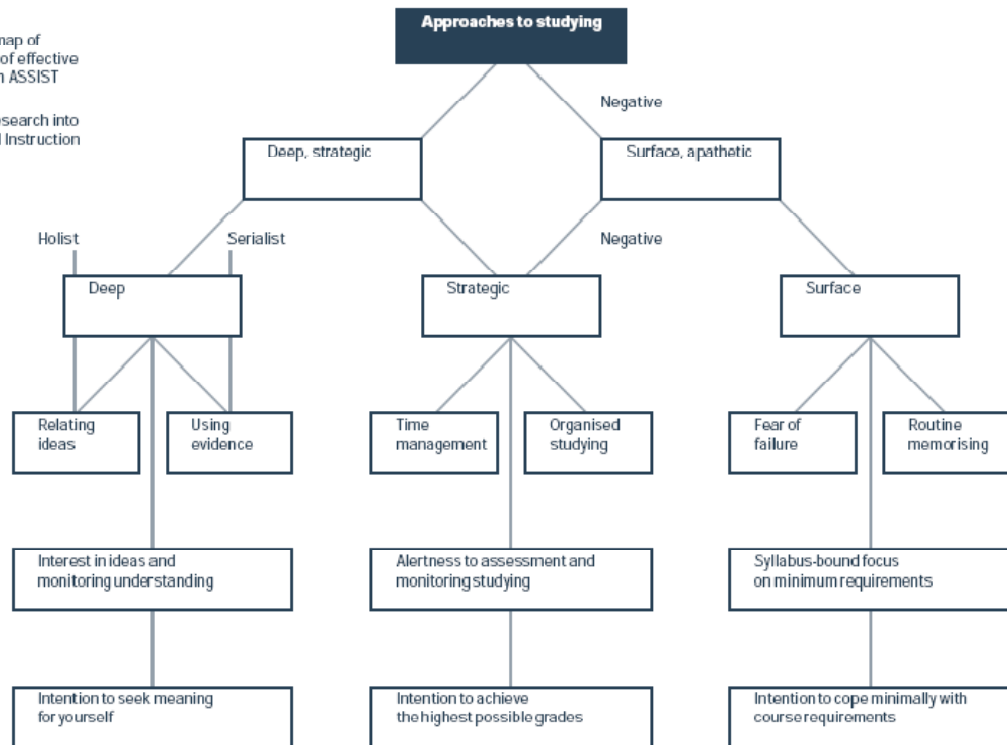 Approaches to studying
map of
of effective
ASSIST
search into
Instruction
Negative
Deep, strategic
Surface, apathetic
Holist
Serialist
Negative
Deep
Strategic
Surface
Relating
ideas
Using
evidence
Time
management
Organised
studying
Fear of
failure
Routine
memorising
Interest in ideas and
monitoring understanding
Alertness to assessment and
monitoring studying
Syllabus-bound focus
on minimum requirements
Intention to seek meaning
for yourself
Intention to achieve
the highest possible grades
Intention to cope minimally with
course requirements